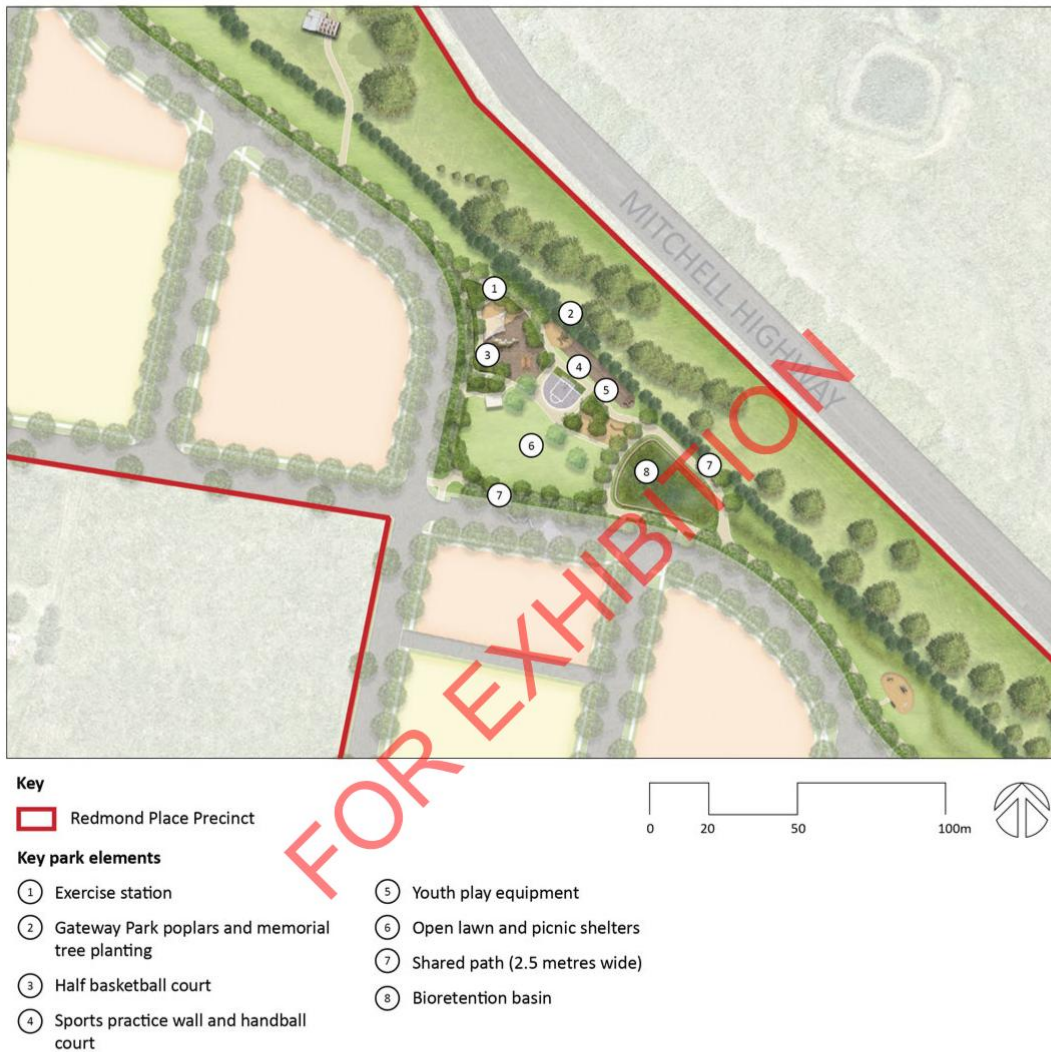 MITCHELL HIGHWAY
1
2
3
4
5
6
7
8
7
FOR EXHIBITION
Key
Redmond Place Precinct
0 20 50 100m
Key park elements
1 Exercise station
2 Gateway Park poplars and memorial
tree planting
3 Half basketball court
4 Sports practice wall and handball
court
5 Youth play equipment
6 Open lawn and picnic shelters
7 Shared path (2.5 metres wide)
8 Bioretention basin